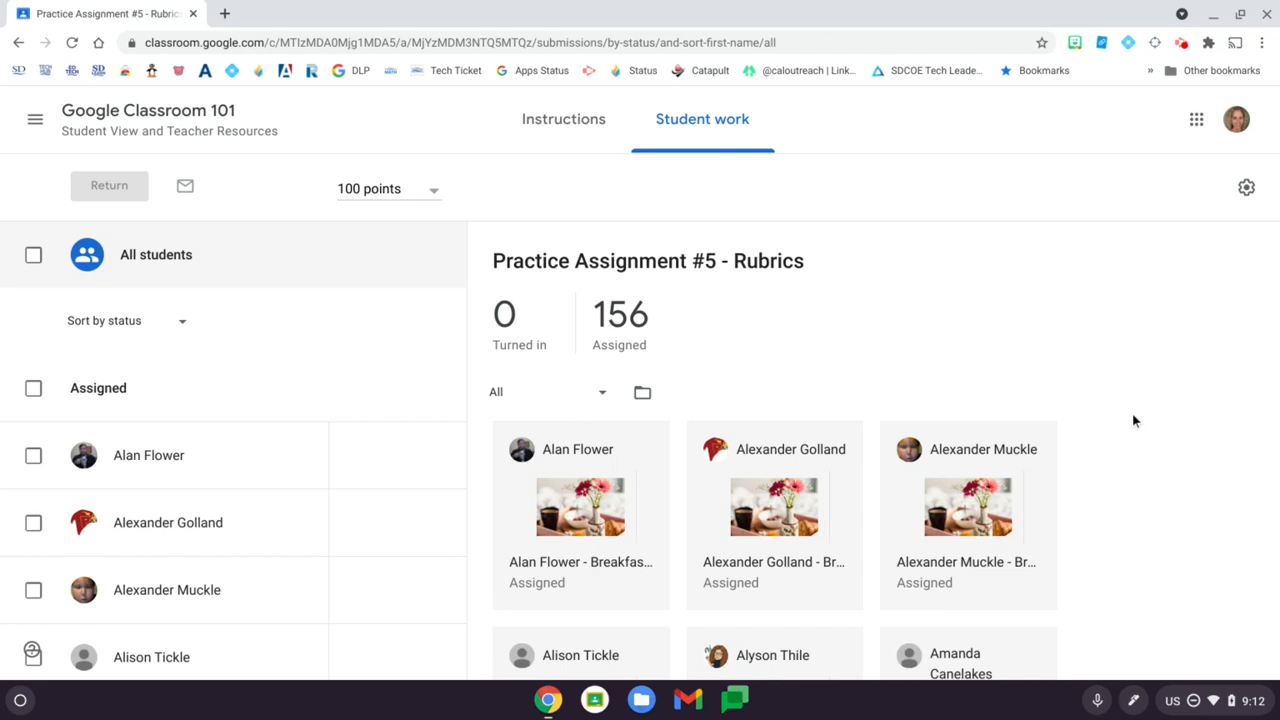 Practice Assignment #5 - Rubric
classroom.google.com/c/MTIzMDA0Mjg1MDA5/a/MjYzMDM3NTQ5MTQz/submissions/by-status/and-sort-first-name/all
SD
TECH
SD
DLP
Tech Ticket
Apps Status
Status
Catapult
@caloutreach | Link...
SDCOE Tech Leade...
Bookmarks
»
Other bookmarks
Google Classroom 101
Student View and Teacher Resources
Instructions
Student work
Return
100 points
All students
Sort by status
Assigned
Alan Flower
Alexander Golland
Alexander Muckle
Alison Tickle
Practice Assignment #5 - Rubrics
0
Turned in
156
Assigned
All
Alan Flower
Alan Flower - Breakfas...
Assigned
Alexander Golland
Alexander Golland - Br...
Assigned
Alexander Muckle
Alexander Muckle - Br...
Assigned
Alison Tickle
Alyson Thile
Amanda
Canelakes
US
9:12